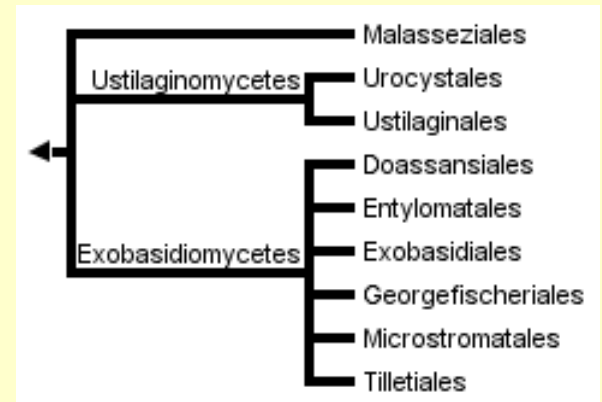 Malasseziales
Ustilaginomycetes
Urocystales
Ustilaginales
Doassansiales
Entylomatales
Exobasidiomycetes
Exobasidiales
Georgefischeriales
Microstromatales
Tilletiales